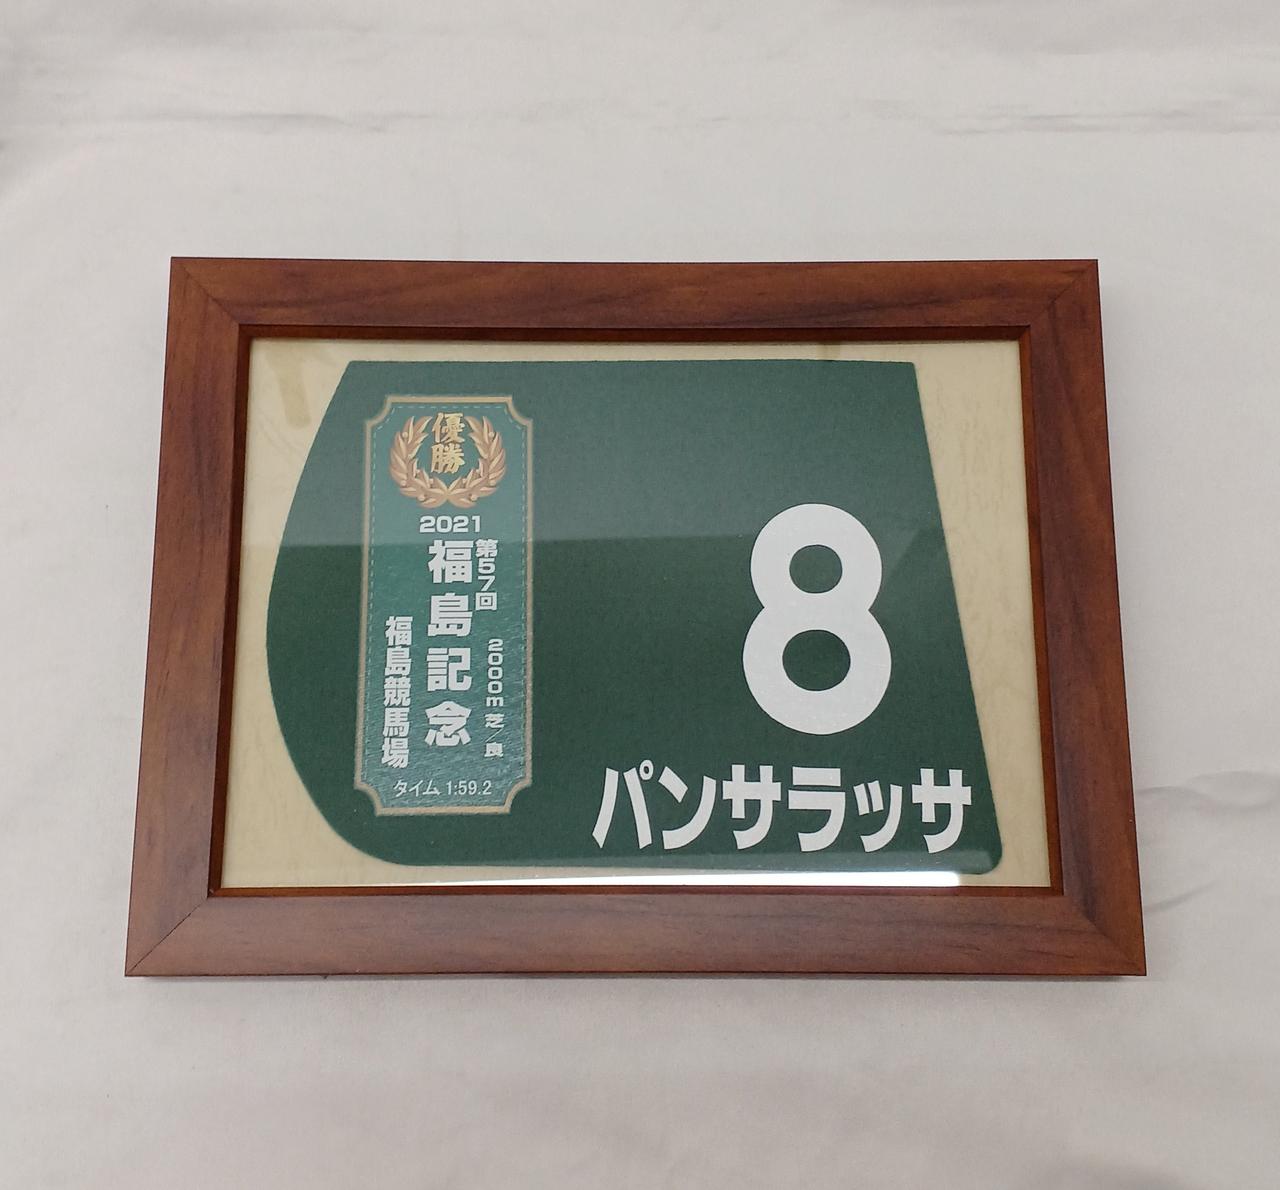 優勝
2021
第57回
福島記念
2000m 芝/良
福島競馬場
タイム 1:59.2
8
パンサラッサ